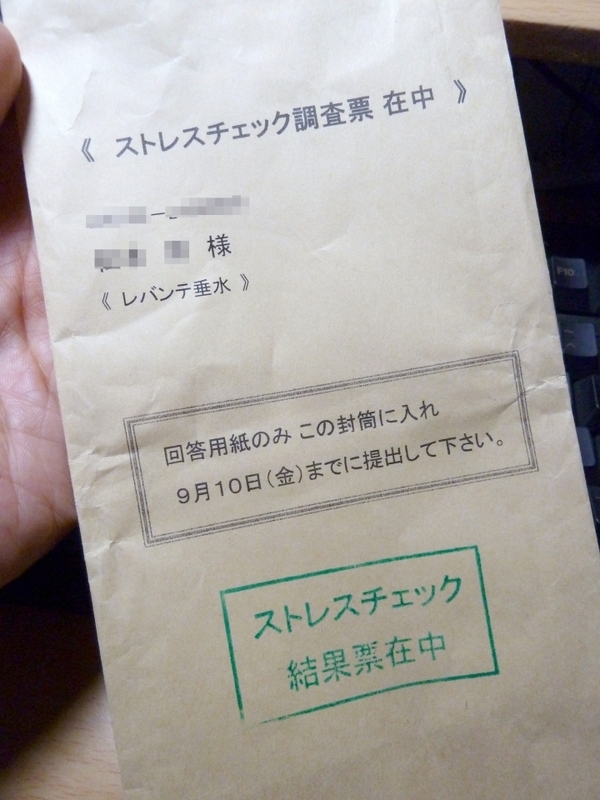 《 ストレスチェック調査票 在中 》
様
《 レバンテ垂水 》
回答用紙のみ この封筒に入れ
9月10日(金)までに提出して下さい。
ストレスチェック
結果票在中
F10